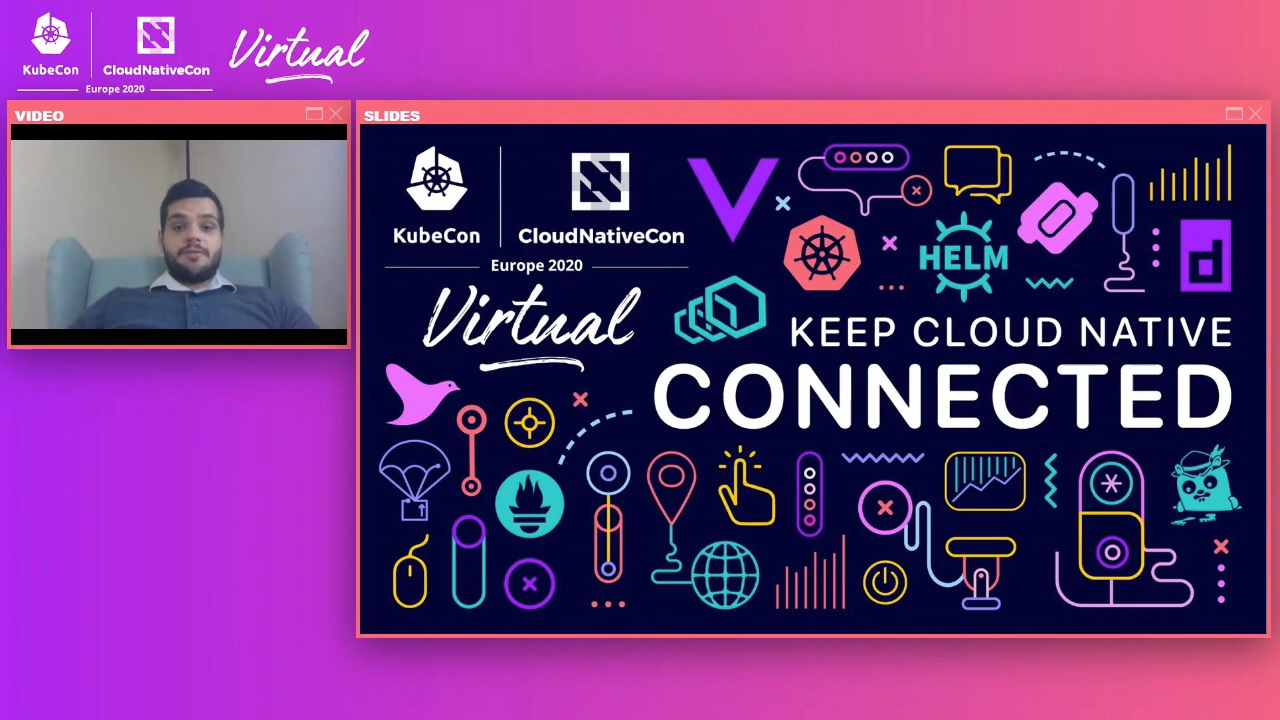 KubeCon
CloudNativeCon
Europe 2020
Virtual
VIDEO
SLIDES
KubeCon
CloudNativeCon
Europe 2020
Virtual
HELM
d
KEEP CLOUD NATIVE
CONNECTED